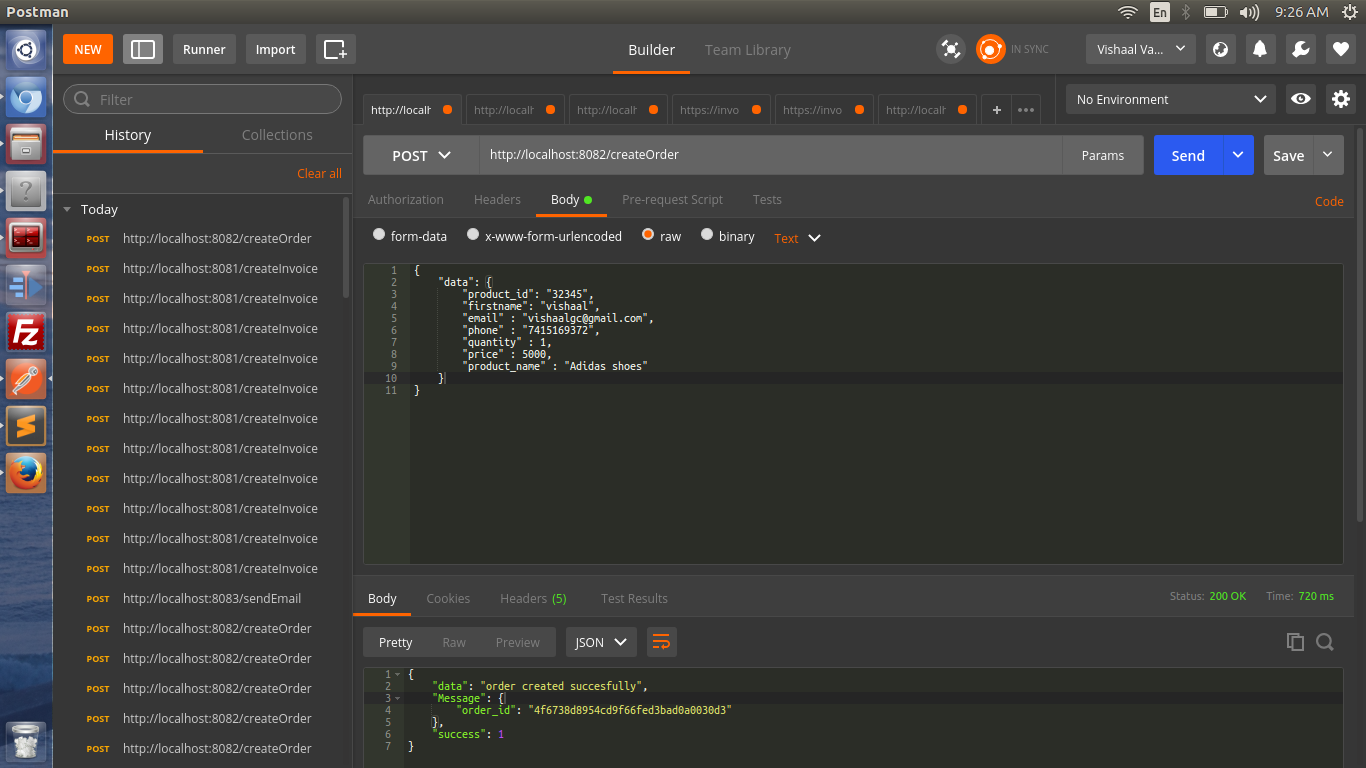 Postman
En
9:26 AM
NEW
Runner
Import
Builder
Team Library
IN SYNC
Vishaal Va...
Filter
History
Collections
Clear all
Today
POST http://localhost:8082/createOrder
POST http://localhost:8081/createInvoice
POST http://localhost:8081/createInvoice
POST http://localhost:8081/createInvoice
POST http://localhost:8081/createInvoice
POST http://localhost:8081/createInvoice
POST http://localhost:8081/createInvoice
POST http://localhost:8081/createInvoice
POST http://localhost:8081/createInvoice
POST http://localhost:8081/createInvoice
POST http://localhost:8081/createInvoice
POST http://localhost:8081/createInvoice
POST http://localhost:8083/sendEmail
POST http://localhost:8082/createOrder
POST http://localhost:8082/createOrder
POST http://localhost:8082/createOrder
POST http://localhost:8082/createOrder
POST http://localhost:8082/createOrder
http://localh http://localh http://localh https://invo https://invo http://localh + •••
No Environment
POST http://localhost:8082/createOrder Params Send Save
Authorization Headers Body Pre-request Script Tests Code
form-data x-www-form-urlencoded raw binary Text
1 {
2 "data": {
3 "product_id": "32345",
4 "firstname": "vishaal",
5 "email" : "vishaalgc@gmail.com",
6 "phone" : "7415169372",
7 "quantity" : 1,
8 "price" : 5000,
9 "product_name" : "Adidas shoes"
10 }
11 }
Body Cookies Headers (5) Test Results Status: 200 OK Time: 720 ms
Pretty Raw Preview JSON
1 {
2 "data": "order created succesfully",
3 "Message": {
4 "order_id": "4f6738d8954cd9f66fed3bad0a0030d3"
5 },
6 "success": 1
7 }